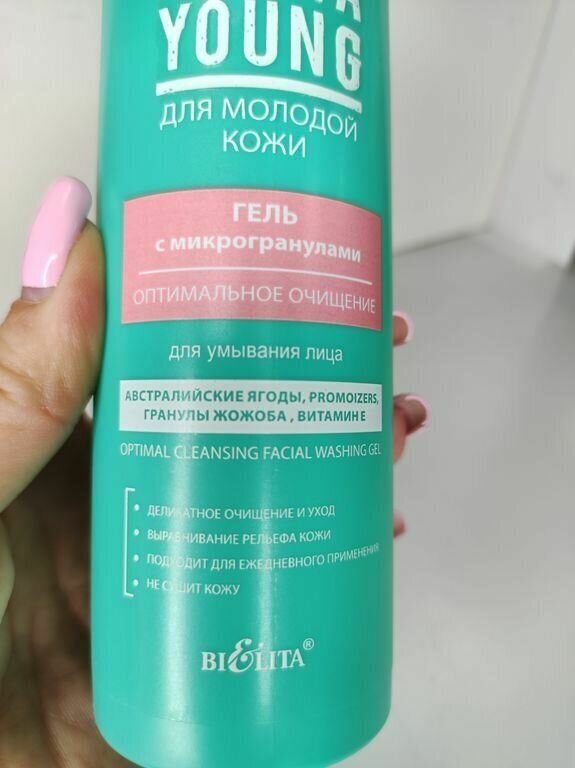 YOUNG
ДЛЯ МОЛОДОЙ
КОЖИ
ГЕЛЬ
с микрогранулами
ОПТИМАЛЬНОЕ ОЧИЩЕНИЕ
для умывания лица
АВСТРАЛИЙСКИЕ ЯГОДЫ, PROMOIZERS,
ГРАНУЛЫ ЖОЖОБА , ВИТАМИН Е
OPTIMAL CLEANSING FACIAL WASHING GEL
• ДЕЛИКАТНОЕ ОЧИЩЕНИЕ И УХОД
• ВЫРАВНИВАНИЕ РЕЛЬЕФА КОЖИ
• ПОДХОДИТ ДЛЯ ЕЖЕДНЕВНОГО ПРИМЕНЕНИЯ
• НЕ СУШИТ КОЖУ
BIELITA®